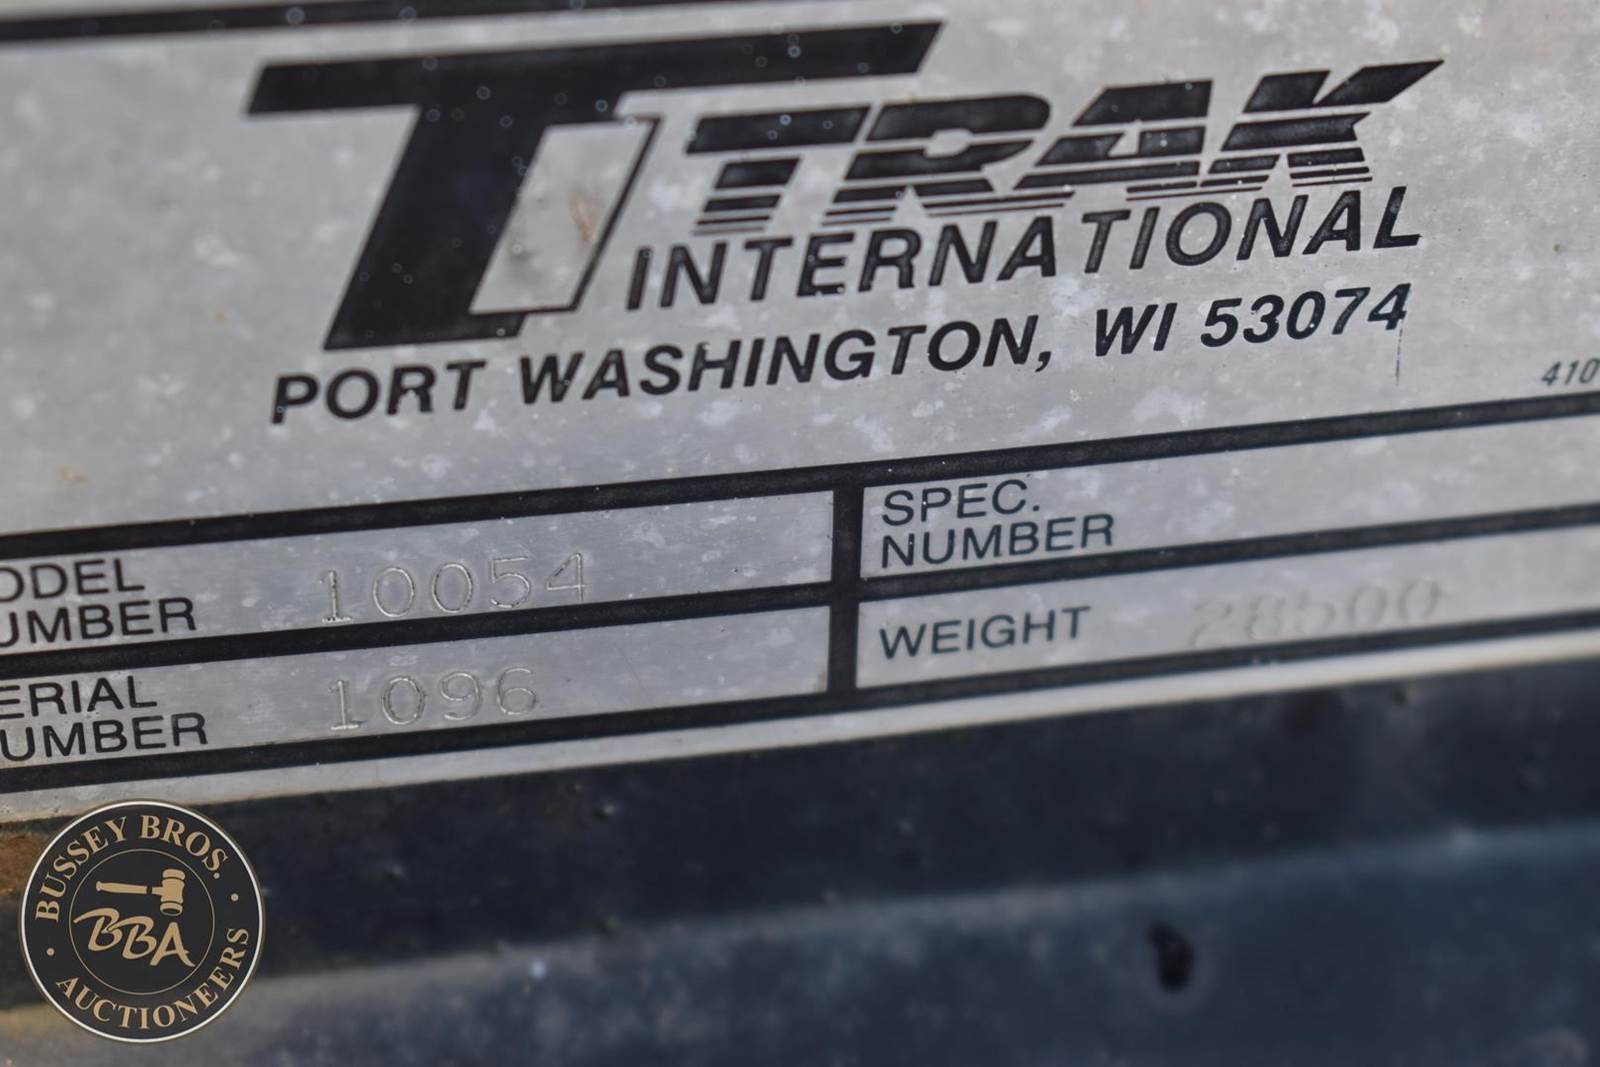 TRAK
INTERNATIONAL
PORT WASHINGTON, WI 53074
410
ODEL
UMBER 10054
SPEC.
NUMBER
ERIAL
UMBER 1096
WEIGHT 28500
BUSSEY BROS.
BBA
AUCTIONEERS